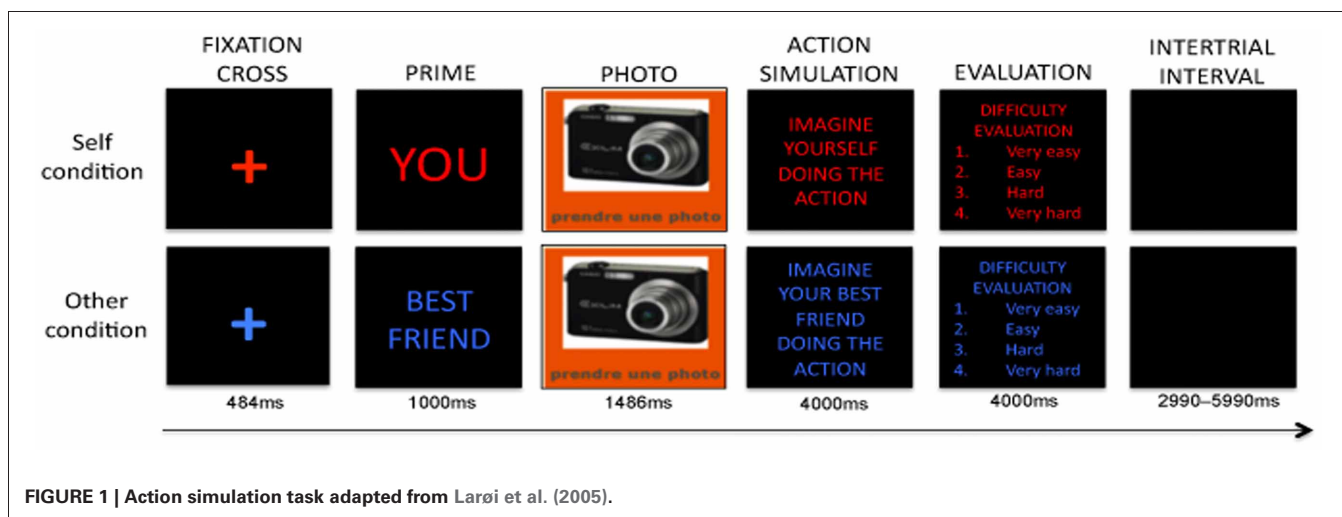 FIXATION
CROSS
PRIME
PHOTO
ACTION
SIMULATION
EVALUATION
INTERTRIAL
INTERVAL
Self
condition
YOU
EXILIM
prendre une photo
IMAGINE
YOURSELF
DOING THE
ACTION
DIFFICULTY
EVALUATION
1. Very easy
2. Easy
3. Hard
4. Very hard
Other
condition
BEST
FRIEND
EXILIM
prendre une photo
IMAGINE
YOUR BEST
FRIEND
DOING THE
ACTION
DIFFICULTY
EVALUATION
1. Very easy
2. Easy
3. Hard
4. Very hard
484ms
1000ms
1486ms
4000ms
4000ms
2990–5990ms
FIGURE 1 | Action simulation task adapted from Larøi et al. (2005).